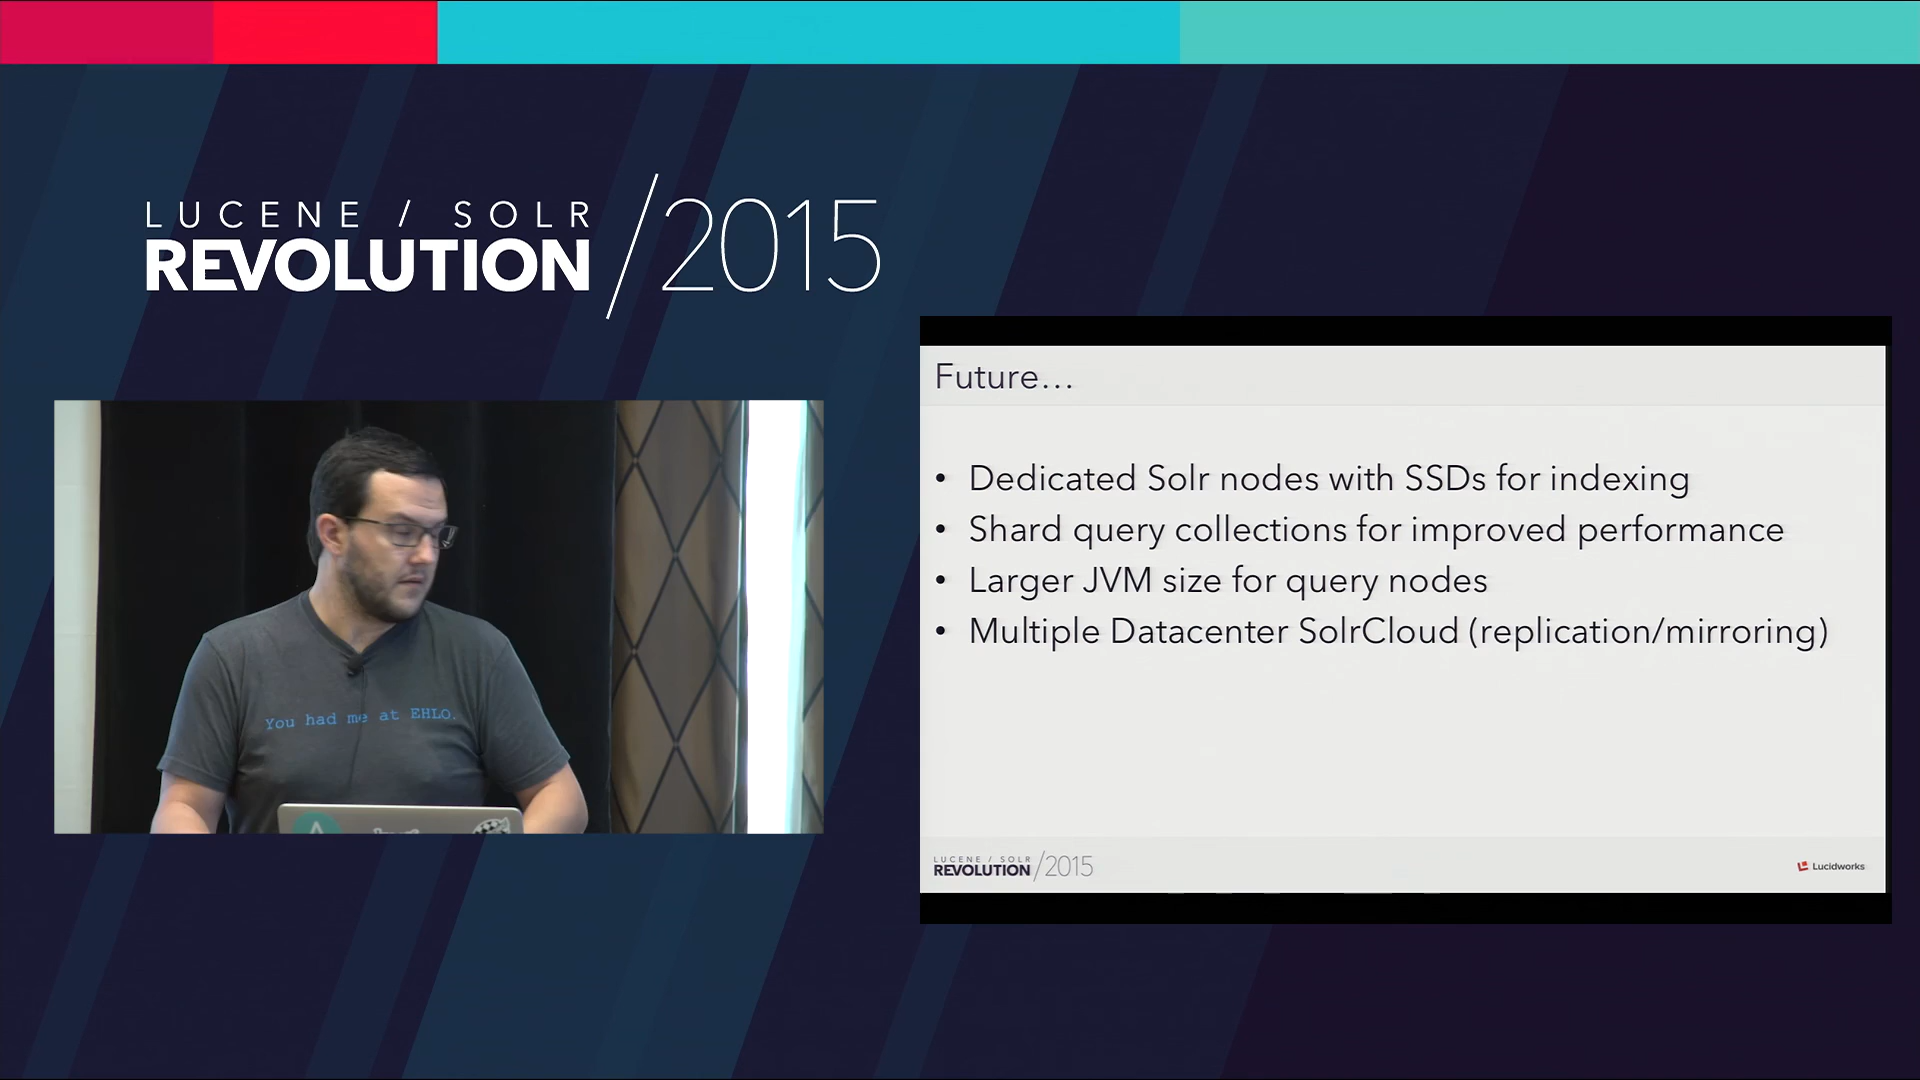 LUCENE / SOLR
REVOLUTION /2015
You had me at EHLO.
Future...
• Dedicated Solr nodes with SSDs for indexing
• Shard query collections for improved performance
• Larger JVM size for query nodes
• Multiple Datacenter SolrCloud (replication/mirroring)
LUCENE / SOLR
REVOLUTION /2015
Lucidworks